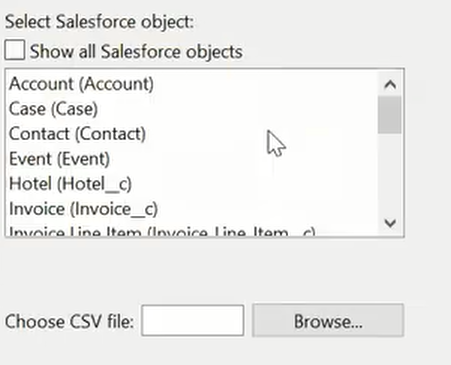 Select Salesforce object:
Show all Salesforce objects
Account (Account)
Case (Case)
Contact (Contact)
Event (Event)
Hotel (Hotel__c)
Invoice (Invoice__c)
Invoice Line Item (Invoice_Line_Item__c)
Choose CSV file:
Browse...